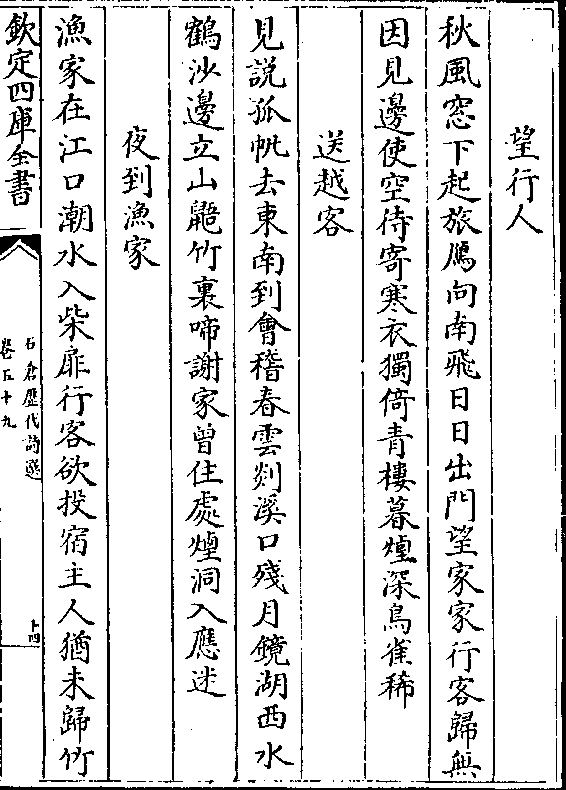 望行人
秋風窓下起旅鴈向南飛日日出門望家家行客歸無
因見邊使空待寄寒衣獨倚青樓暮煙深鳥雀稀
送越客
見説孤帆去東南到會稽春雲剡溪口殘月鏡湖西水
鶴沙邊立山鼯竹裏啼謝家曾住處煙洞入應迷
夜到漁家
漁家在江口潮水入柴扉行客欲投宿主人猶未歸竹
欽定四庫全書
石倉歷代詩選
卷五十九
十四